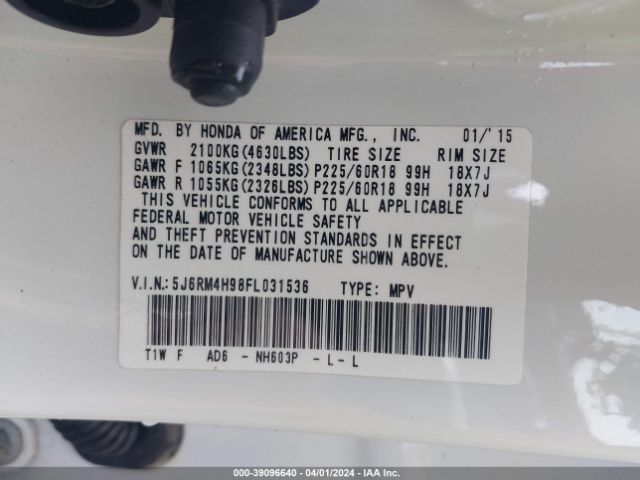 MFD. BY HONDA OF AMERICA MFG., INC. 01/'15
GVWR 2100KG(4630LBS) TIRE SIZE RIM SIZE
GAWR F 1065KG(2348LBS) P225/60R18 99H 18X7J
GAWR R 1055KG(2326LBS) P225/60R18 99H 18X7J
THIS VEHICLE CONFORMS TO ALL APPLICABLE
FEDERAL MOTOR VEHICLE SAFETY
AND THEFT PREVENTION STANDARDS IN EFFECT
ON THE DATE OF MANUFACTURE SHOWN ABOVE.
V.I.N.:5J6RM4H98FL031536 TYPE: MPV
T1W F AD6 - NH603P - L - L
000-39096640 - 04/01/2024 - IAA Inc.